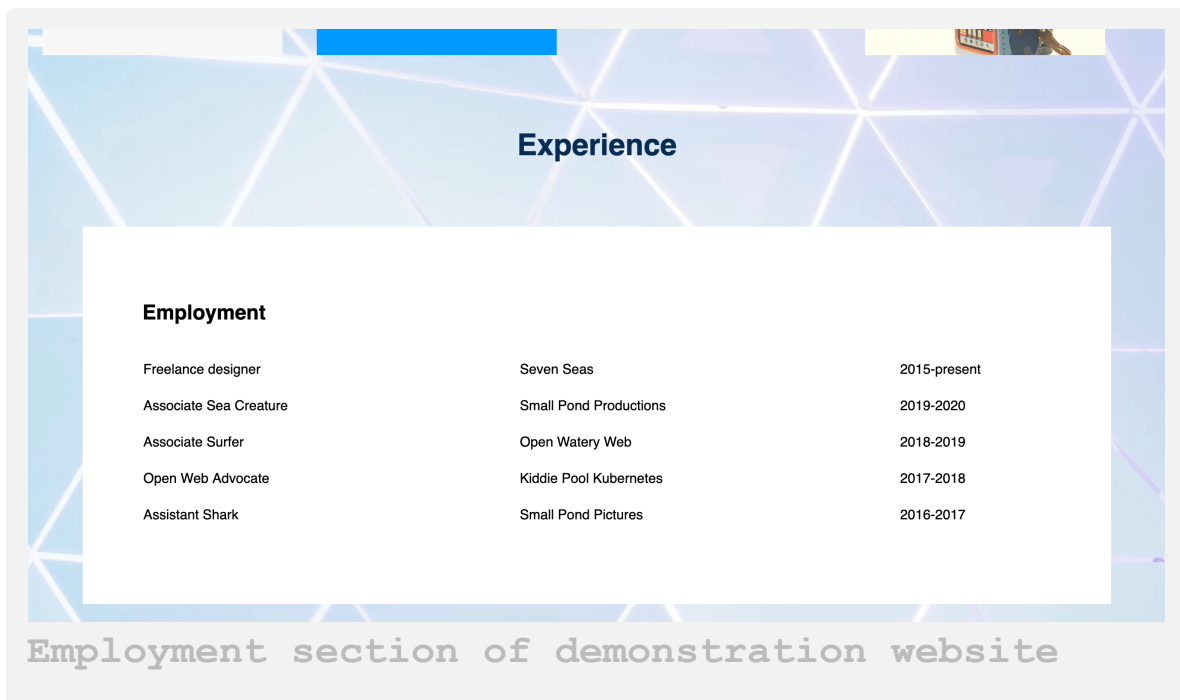 Experience
Employment
Freelance designer Seven Seas 2015-present
Associate Sea Creature Small Pond Productions 2019-2020
Associate Surfer Open Watery Web 2018-2019
Open Web Advocate Kiddie Pool Kubernetes 2017-2018
Assistant Shark Small Pond Pictures 2016-2017
Employment section of demonstration website